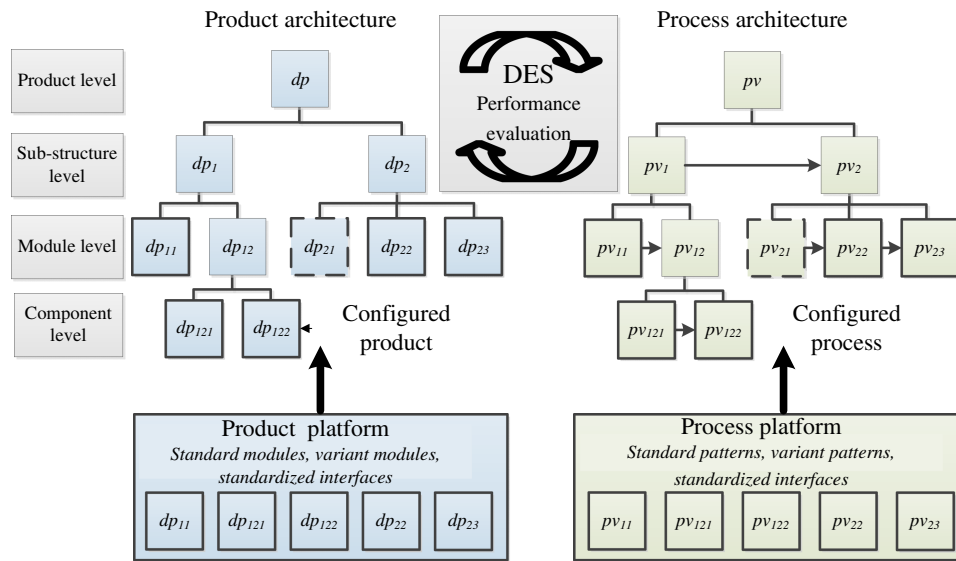 Product architecture
Process architecture
Product level
dp
DES
Performance
evaluation
pv
Sub-structure
level
dp1
dp2
pv1
pv2
Module level
dp11
dp12
dp21
dp22
dp23
pv11
pv12
pv21
pv22
pv23
Component
level
dp121
dp122
Configured
product
pv121
pv122
Configured
process
Product platform
Standard modules, variant modules,
standardized interfaces
dp11
dp121
dp122
dp22
dp23
Process platform
Standard patterns, variant patterns,
standardized interfaces
pv11
pv121
pv122
pv22
pv23